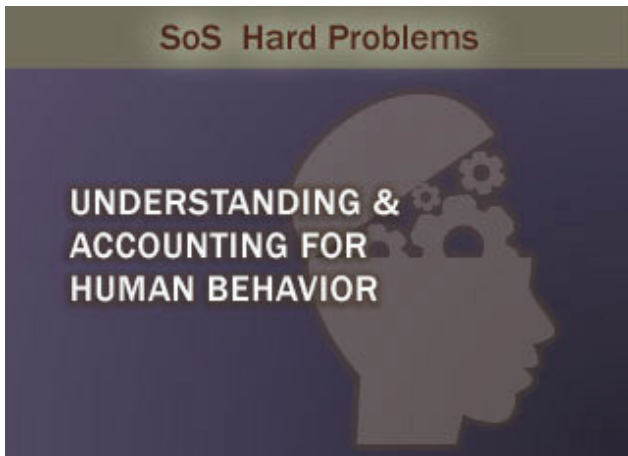 SoS Hard Problems
UNDERSTANDING &
ACCOUNTING FOR
HUMAN BEHAVIOR